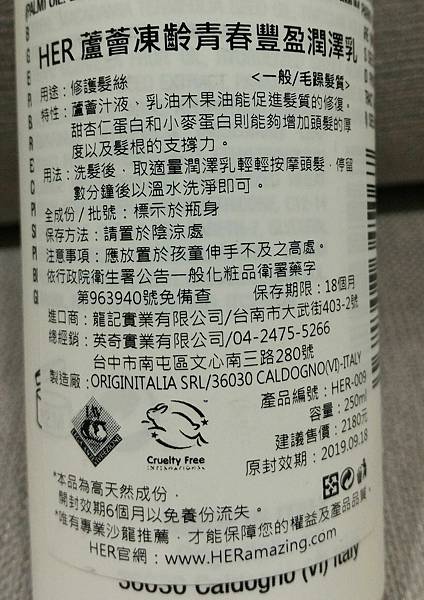 HER 蘆薈凍齡青春豐盈潤澤乳
用途：修護髮絲 <一般/毛躁髮質>
特性：蘆薈汁液、乳油木果油能促進髮質的修復。
甜杏仁蛋白和小麥蛋白則能夠增加頭髮的厚
度以及髮根的支撐力。
用法：洗髮後，取適量潤澤乳輕輕按摩頭髮，停留
數分鐘後以溫水洗淨即可。
全成份/批號：標示於瓶身
保存方法：請置於陰涼處
注意事項：應放置於孩童伸手不及之高處。
依行政院衛生署公告一般化粧品衛署藥字
第963940號免備查 保存期限：18個月
進口商：龍記實業有限公司/台南市大武街403-2號
總經銷：英奇實業有限公司/04-2475-5266
台中市南屯區文心南三路280號
製造廠:ORIGINITALIA SRL/36030 CALDOGNO(VI)-ITALY
產品編號：HER-009
容量：250ml
建議售價：2180元
原封效期：2019.09.18
Cruelty Free
INTERNATIONAL
*本品為高天然成份，
開封效期6個月以免養份流失。
*唯有專業沙龍推薦，才能保障您的權益及產品品質。
HER官網：www.HERamazing.com
36030 Caldogno (VI) Italy